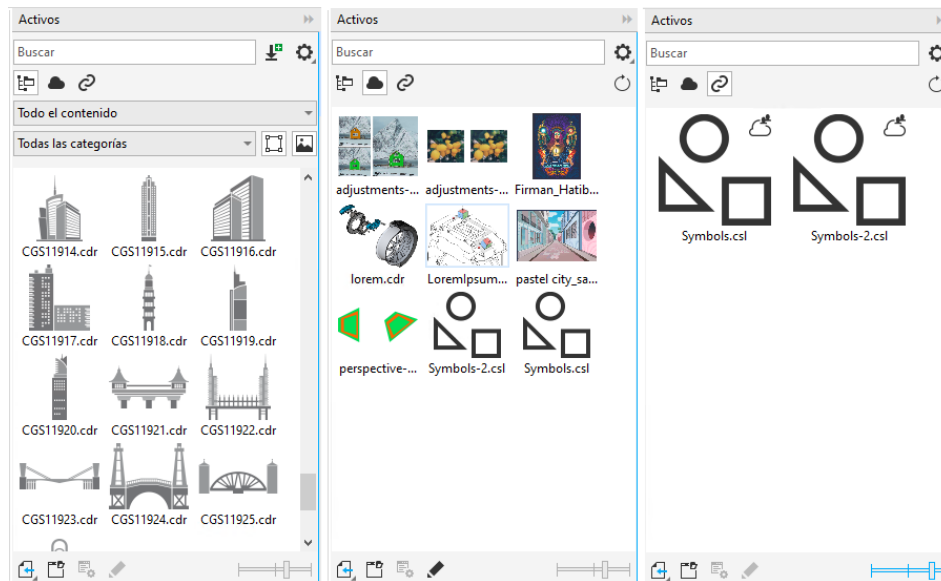 Activos
Buscar
Todo el contenido
Todas las categorías
CGS11914.cdr CGS11915.cdr CGS11916.cdr
CGS11917.cdr CGS11918.cdr CGS11919.cdr
CGS11920.cdr CGS11921.cdr CGS11922.cdr
CGS11923.cdr CGS11924.cdr CGS11925.cdr
Activos
Buscar
adjustments-... adjustments-... Firman_Hatib...
lorem.cdr LoremIpsum... pastel city_sa...
perspective-... Symbols-2.csl Symbols.csl
Activos
Buscar
Symbols.csl Symbols-2.csl